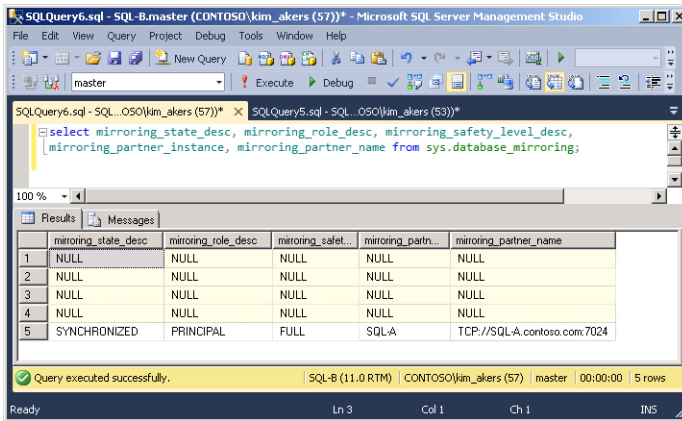 SQLQuery6.sql - SQL-B.master (CONTOSO\kim_akers (57))* - Microsoft SQL Server Management Studio
File Edit View Query Project Debug Tools Window Help
New Query
master Execute Debug
SQLQuery6.sql - SQL...OSO\kim_akers (57))* SQLQuery5.sql - SQL...OSO\kim_akers (53))*
select mirroring_state_desc, mirroring_role_desc, mirroring_safety_level_desc,
mirroring_partner_instance, mirroring_partner_name from sys.database_mirroring;
100 %
Results Messages
mirroring_state_desc mirroring_role_desc mirroring_safet... mirroring_partn... mirroring_partner_name
1 NULL NULL NULL NULL NULL
2 NULL NULL NULL NULL NULL
3 NULL NULL NULL NULL NULL
4 NULL NULL NULL NULL NULL
5 SYNCHRONIZED PRINCIPAL FULL SQL-A TCP://SQL-A.contoso.com:7024
Query executed successfully. SQL-B (11.0 RTM) CONTOSO\kim_akers (57) master 00:00:00 5 rows
Ready Ln 3 Col 1 Ch 1 INS